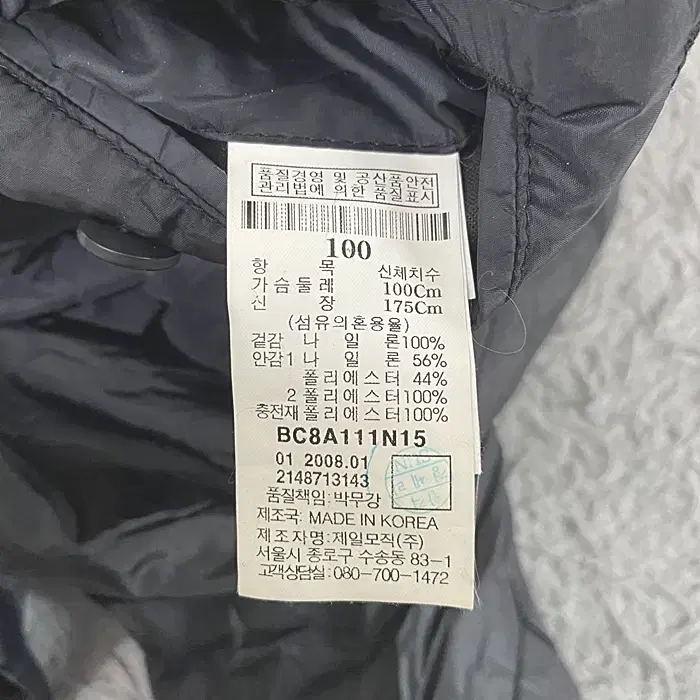 품질경영 및 공산품안전
관리법에 의한 품질표시
100
항 목 신체치수
가슴둘레 100Cm
신 장 175Cm
(섬유의혼용율)
겉감 나 일 론100%
안감1 나 일 론 56%
폴리에스터 44%
2 폴리에스터100%
충전재 폴리에스터100%
BC8A111N15
01 2008.01
2148713143
품질책임: 박무강
제조국: MADE IN KOREA
제조자명: 제일모직(주)
서울시 종로구 수송동 83-1
고객상담실: 080-700-1472